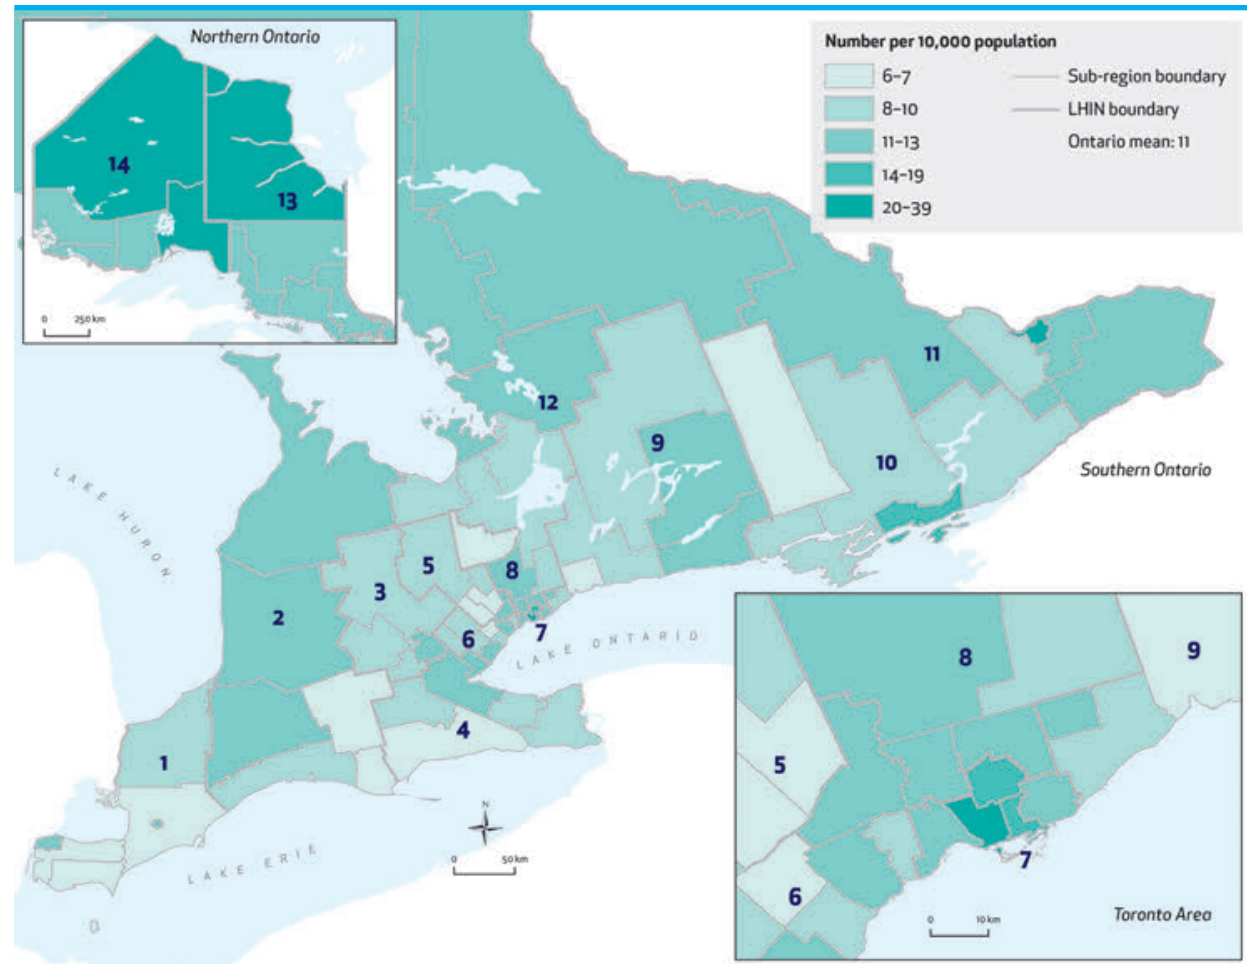 Northern Ontario
14
13
0 250 km
Number per 10,000 population
6–7
8–10
11–13
14–19
20–39
Sub-region boundary
LHIN boundary
Ontario mean: 11
11
12
9
10
Southern Ontario
LAKE HURON
5
8
3
2
6
7
LAKE ONTARIO
4
1
N
0 50 km
LAKE ERIE
8
9
5
7
6
0 10 km
Toronto Area